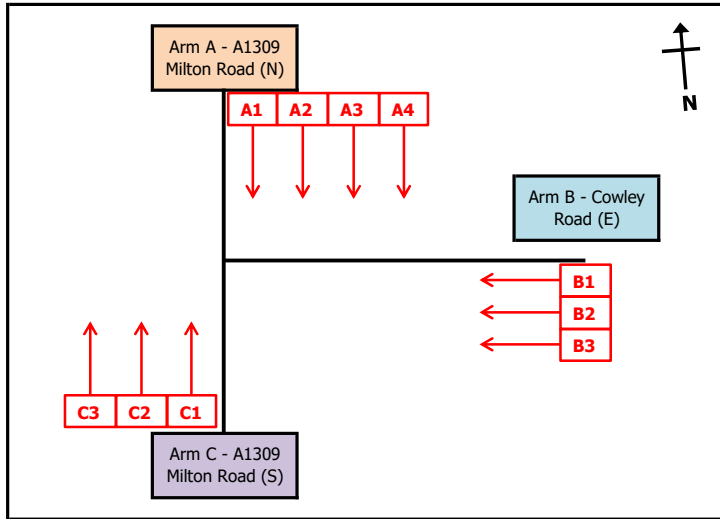 Arm A - A1309
Milton Road (N)
A1 A2 A3 A4
N
Arm B - Cowley
Road (E)
B1
B2
B3
C3 C2 C1
Arm C - A1309
Milton Road (S)